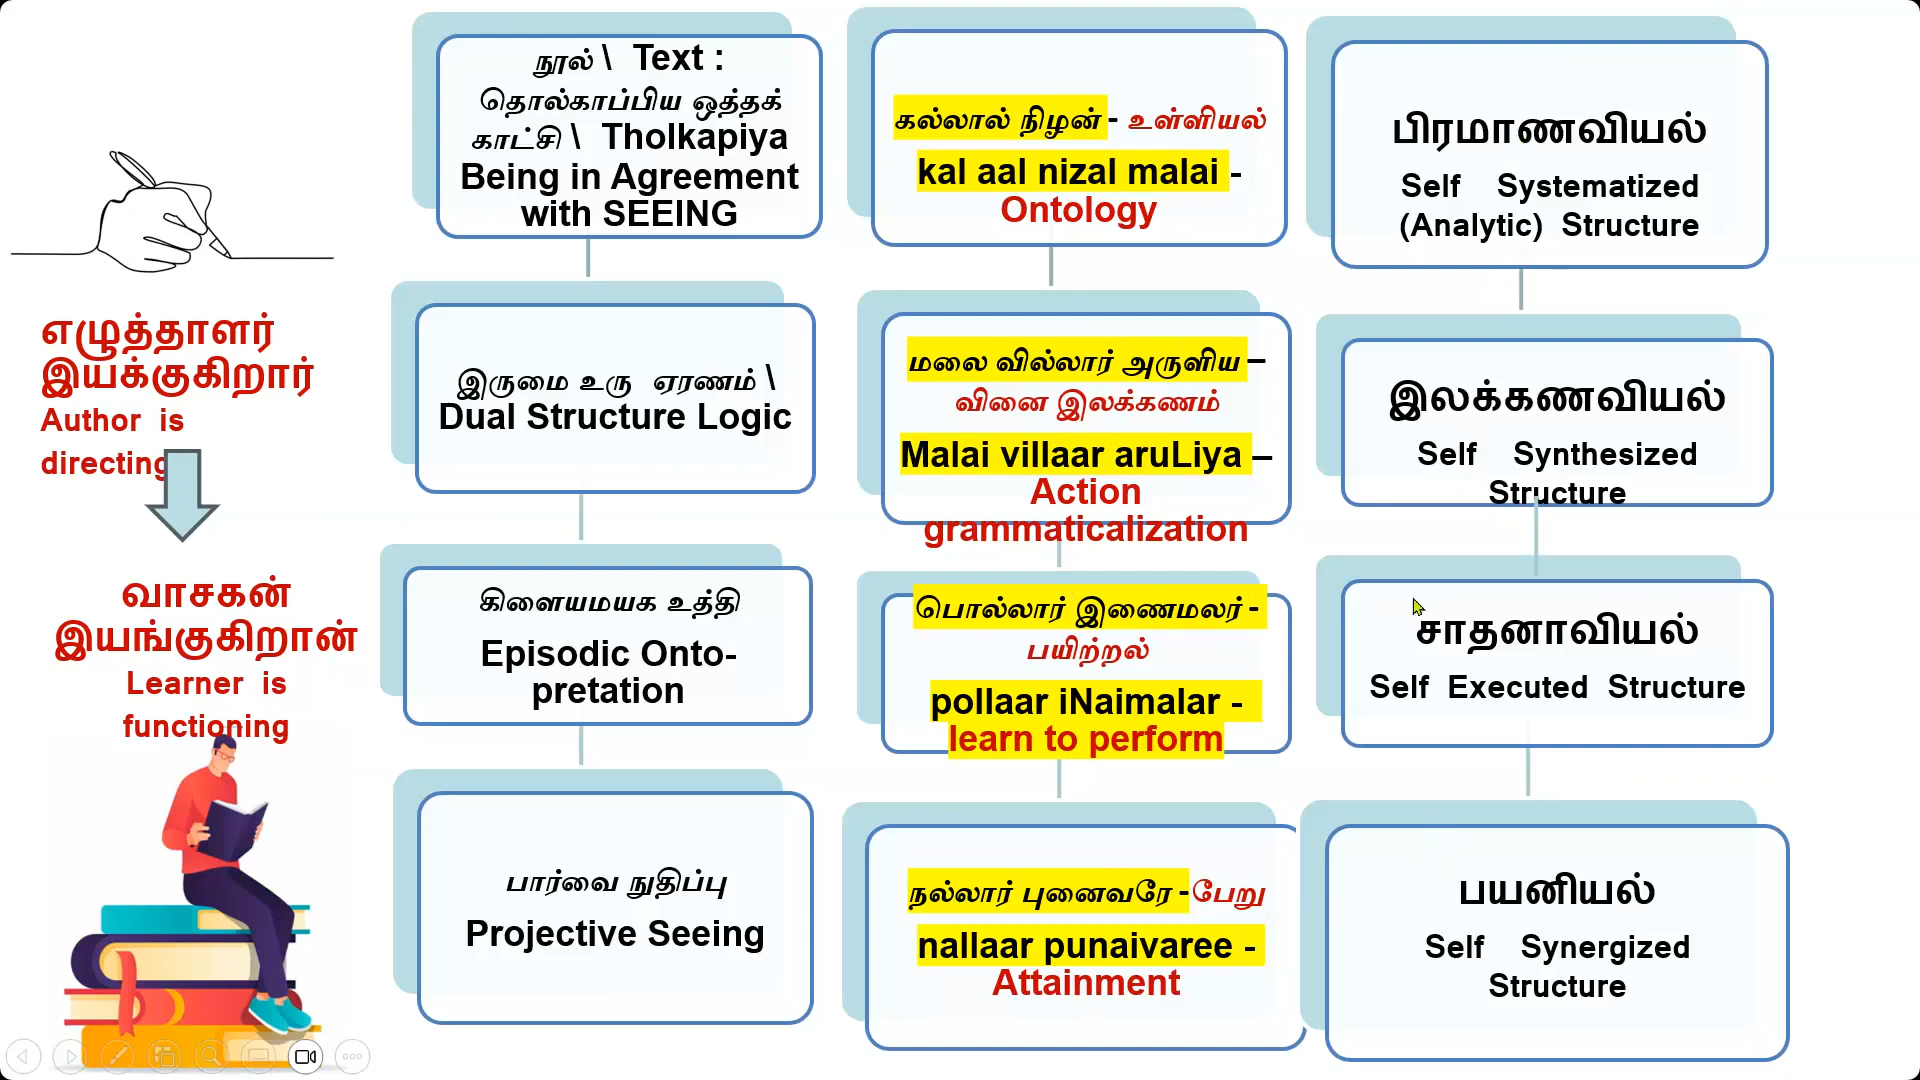 எழுத்தாளர்
இயக்குகிறார்
Author is
directing
வாசகன்
இயங்குகிறான்
Learner is
functioning
நூல் \ Text :
தொல்காப்பிய ஒத்தக்
காட்சி \ Tholkapiya
Being in Agreement
with SEEING
இருமை உரு ஏரணம் \
Dual Structure Logic
கிளையமயக உத்தி
Episodic Onto-
pretation
பார்வை நுதிப்பு
Projective Seeing
கல்லால் நிழன் - உள்ளியல்
kal aal nizal malai -
Ontology
மலை வில்லார் அருளிய –
வினை இலக்கணம்
Malai villaar aruLiya –
Action
grammaticalization
பொல்லார் இணைமலர் -
பயிற்றல்
pollaar iNaimalar -
learn to perform
நல்லார் புனைவரே -பேறு
nallaar punaivaree -
Attainment
பிரமாணவியல்
Self Systematized
(Analytic) Structure
இலக்கணவியல்
Self Synthesized
Structure
சாதனாவியல்
Self Executed Structure
பயனியல்
Self Synergized
Structure